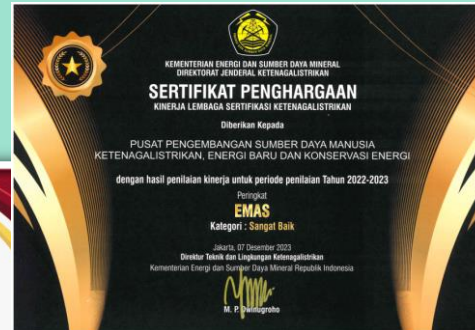 KEMENTERIAN ENERGI DAN SUMBER DAYA MINERAL
DIREKTORAT JENDERAL KETENAGALISTRIKAN
SERTIFIKAT PENGHARGAAN
KINERJA LEMBAGA SERTIFIKASI KETENAGALISTRIKAN
Diberikan Kepada
PUSAT PENGEMBANGAN SUMBER DAYA MANUSIA
KETENAGALISTRIKAN, ENERGI BARU DAN KONSERVASI ENERGI
dengan hasil penilaian kinerja untuk periode penilaian Tahun 2022-2023
Peringkat
EMAS
Kategori : Sangat Baik
Jakarta, 07 Desember 2023
Direktur Teknik dan Lingkungan Ketenagalistrikan
Kementerian Energi dan Sumber Daya Mineral Republik Indonesia
M. P. Dwinugroho